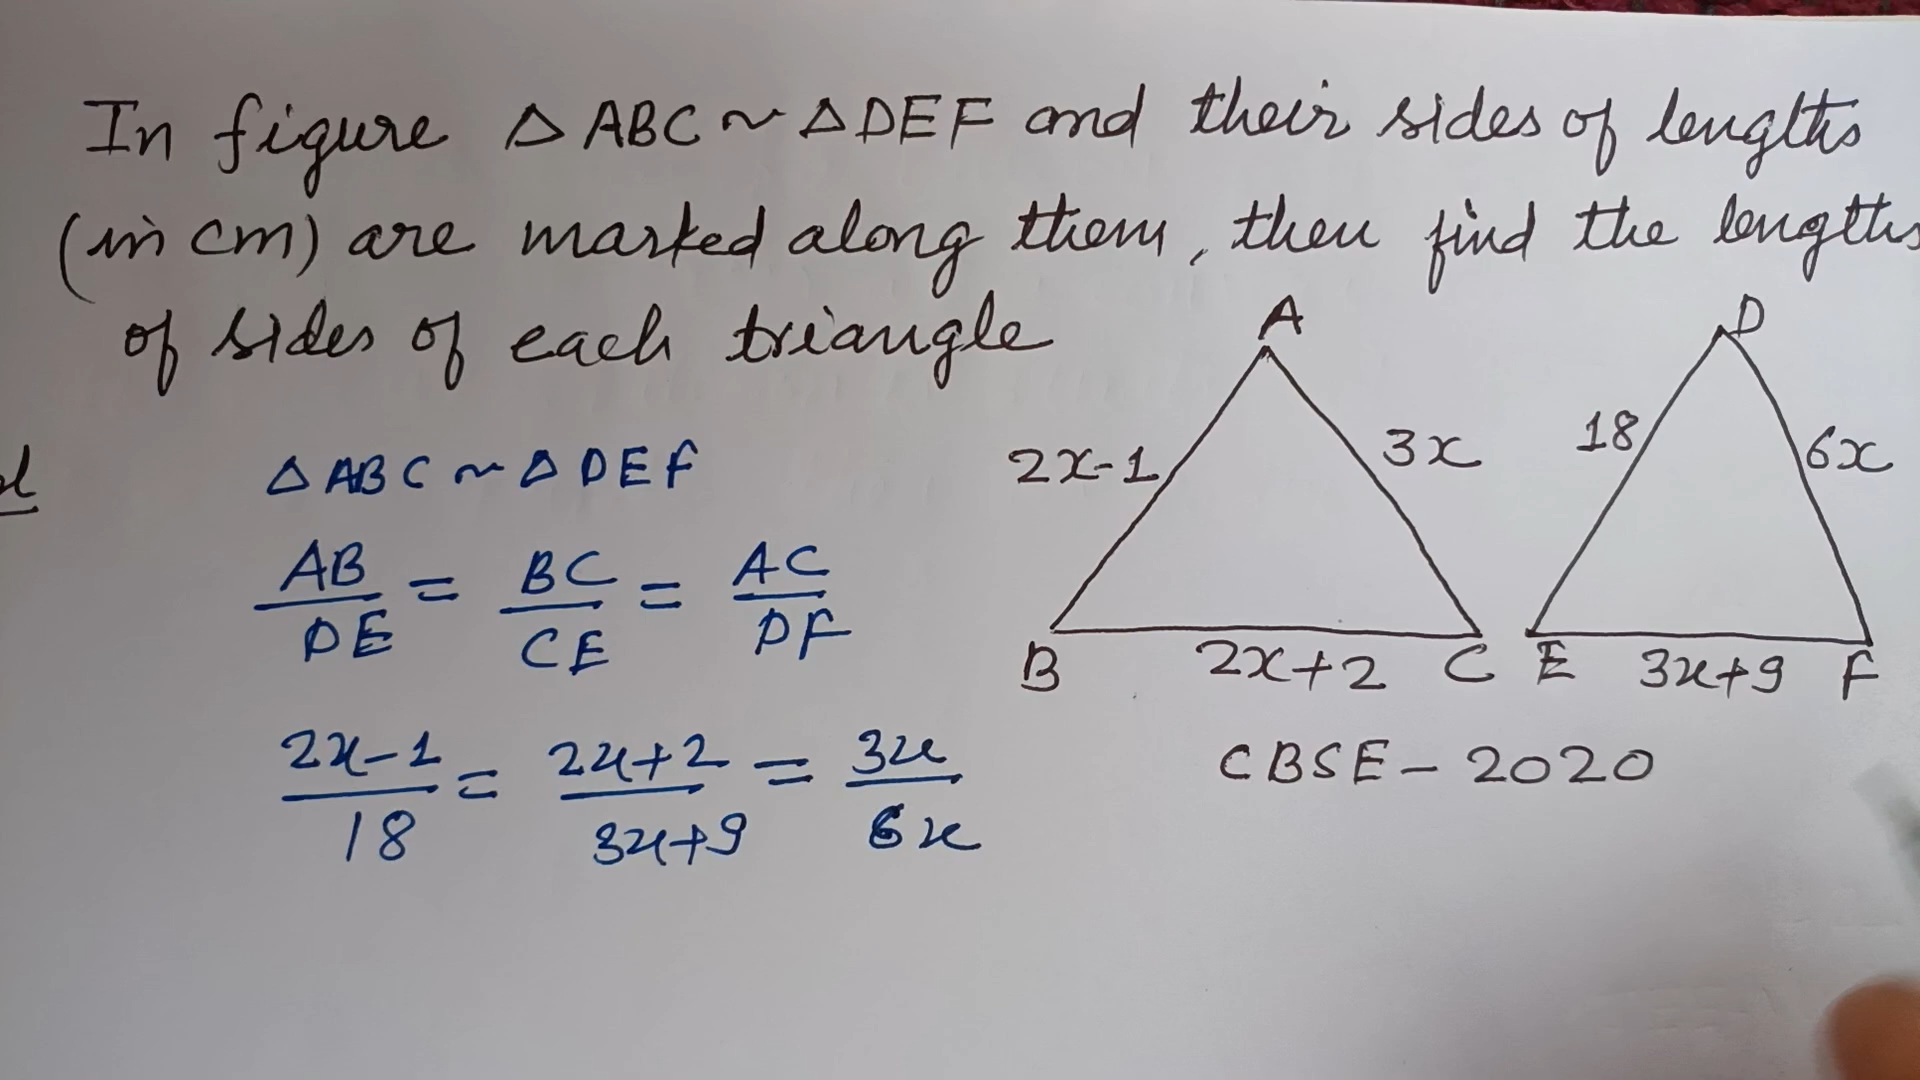 In figure △ABC ~ △DEF and their sides of lengths
(in cm) are marked along them, then find the lengths
of sides of each triangle
A
D
2x-1
3x
18
6x
B
2x+2
C
E
3x+9
F
CBSE - 2020
△ABC ~ △DEF
AB/DE = BC/CE = AC/DF
2x-1/18 = 2x+2/3x+9 = 3x/6x